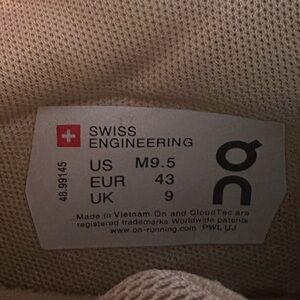 SWISS
ENGINEERING
US M9.5
EUR 43
UK 9
48.99145
Made in Vietnam. On and CloudTec are
registered trademarks. Worldwide patents
www.on-running.com PWL IJ